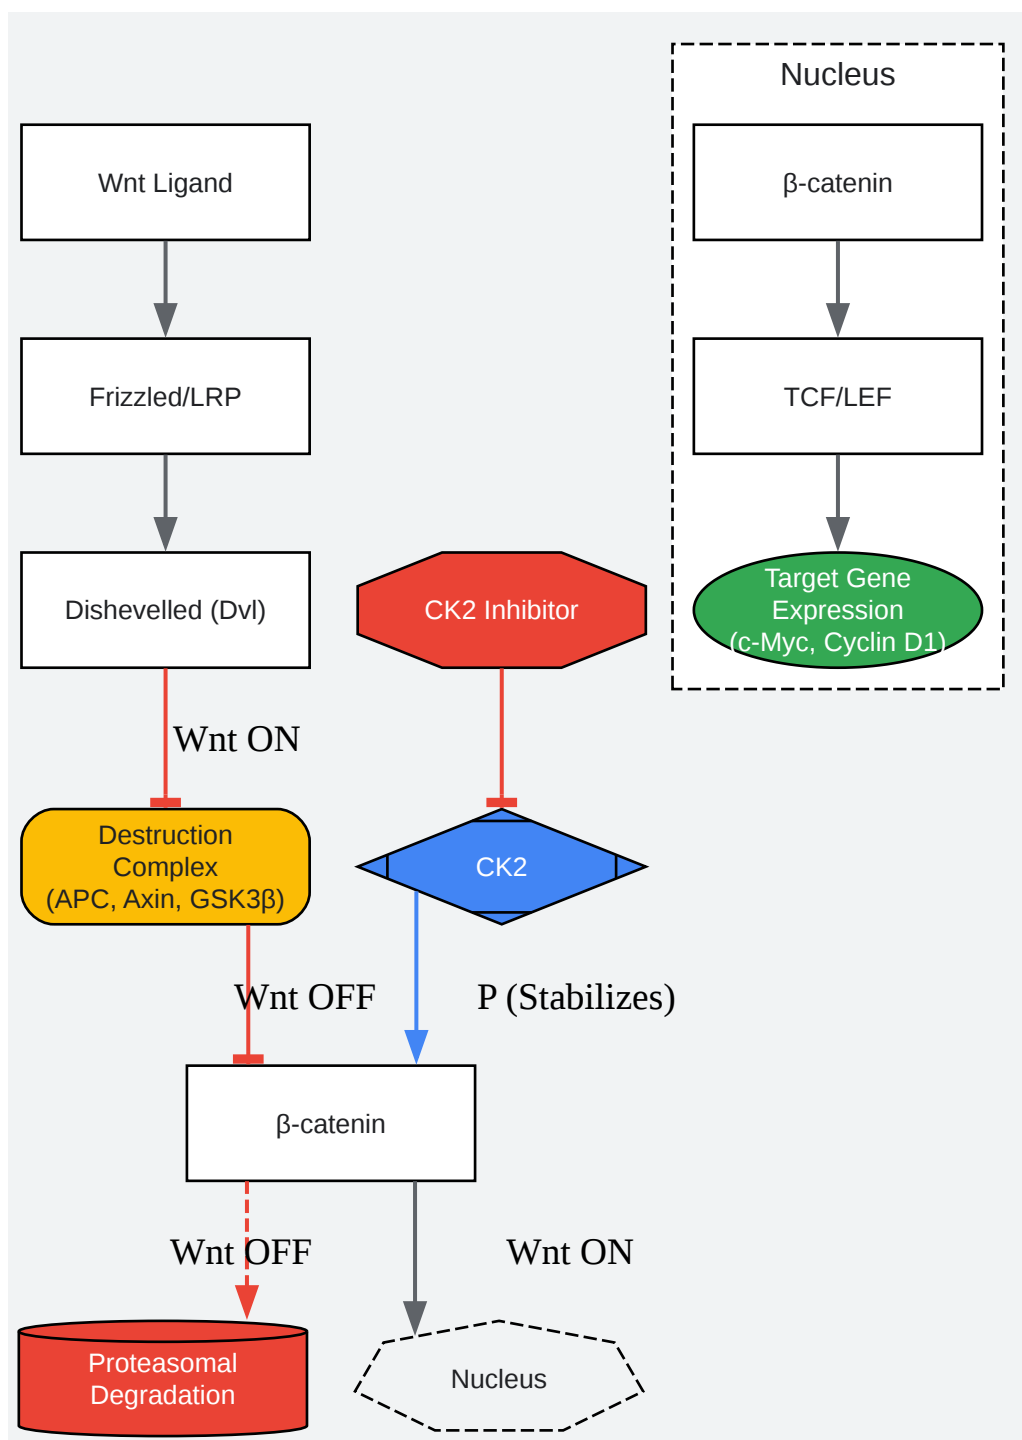 Nucleus
Wnt Ligand
β-catenin
Frizzled/LRP
TCF/LEF
Dishevelled (Dvl)
CK2 Inhibitor
Target Gene
Expression
(c-Myc, Cyclin D1)
Wnt ON
Destruction
Complex
(APC, Axin, GSK3β)
CK2
Wnt OFF
P (Stabilizes)
β-catenin
Wnt OFF
Wnt ON
Proteasomal
Degradation
Nucleus